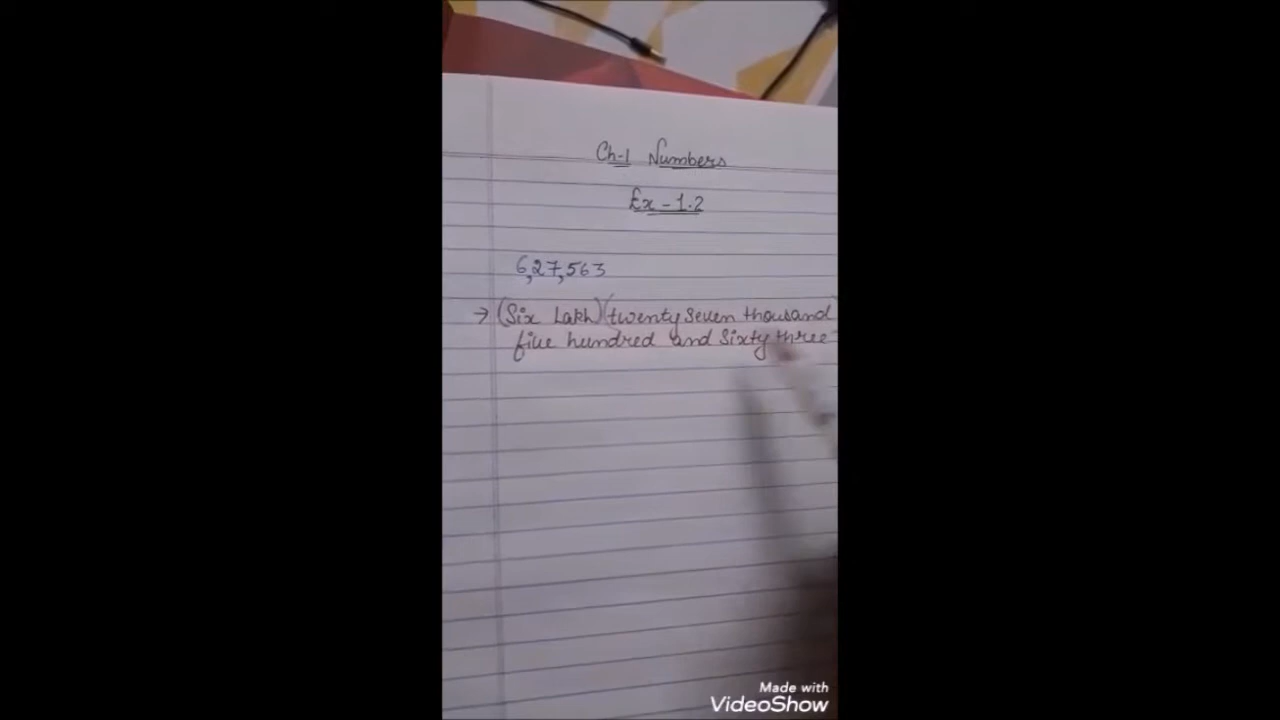 Ch-1 Numbers
Ex - 1.2
6,27,563
→ (Six Lakh) (twenty seven thousand
five hundred and Sixty three
Made with
VideoShow